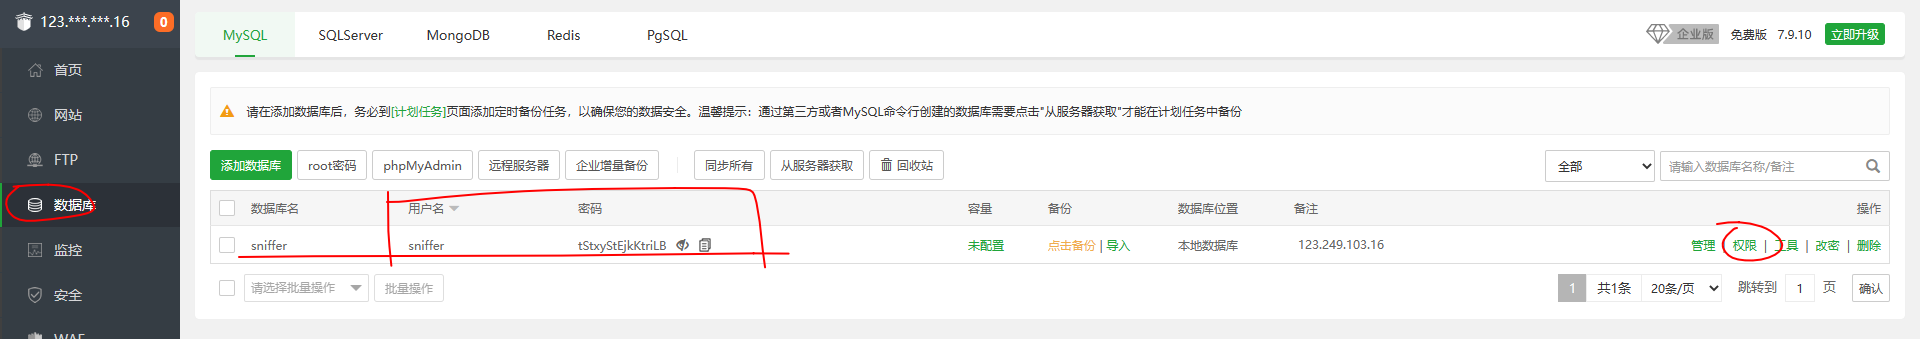 123.***.***.16 0
首页
网站
FTP
数据库
监控
安全
WAF
MySQL SQLServer MongoDB Redis PgSQL
企业版 免费版 7.9.10 立即升级
请在添加数据库后，务必到[计划任务]页面添加定时备份任务，以确保您的数据安全。温馨提示：通过第三方或者MySQL命令行创建的数据库需要点击"从服务器获取"才能在计划任务中备份
添加数据库 root密码 phpMyAdmin 远程服务器 企业增量备份 同步所有 从服务器获取 回收站 全部 请输入数据库名称/备注
数据库名 用户名 密码 容量 备份 数据库位置 备注 操作
sniffer sniffer tStxyStEjkKtriLB 未配置 点击备份 | 导入 本地数据库 123.249.103.16 管理 | 权限 | 工具 | 改密 | 删除
请选择批量操作 批量操作 1 共1条 20条/页 跳转到 1 页 确认